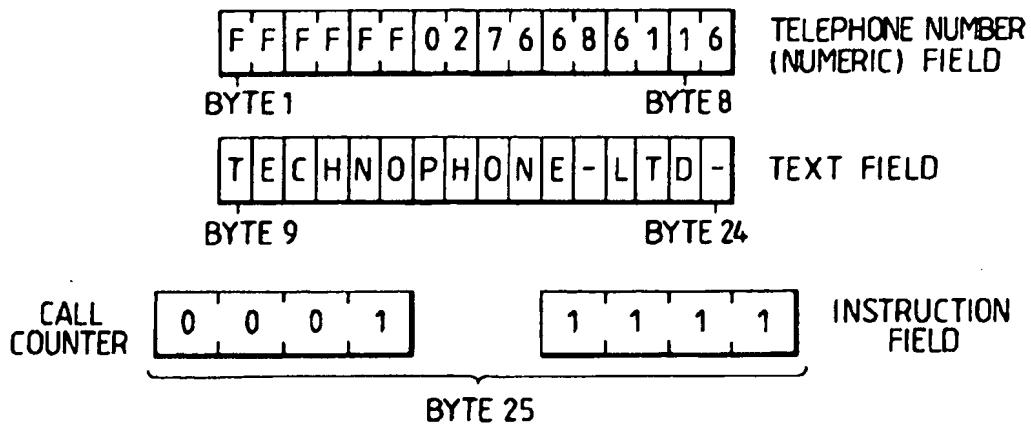 F F F F F F 0 2 7 6 6 8 6 1 1 6
TELEPHONE NUMBER
(NUMERIC) FIELD
BYTE 1 BYTE 8
T E C H N O P H O N E - L T D -
TEXT FIELD
BYTE 9 BYTE 24
CALL
COUNTER
0 0 0 1 1 1 1 1
INSTRUCTION
FIELD
BYTE 25